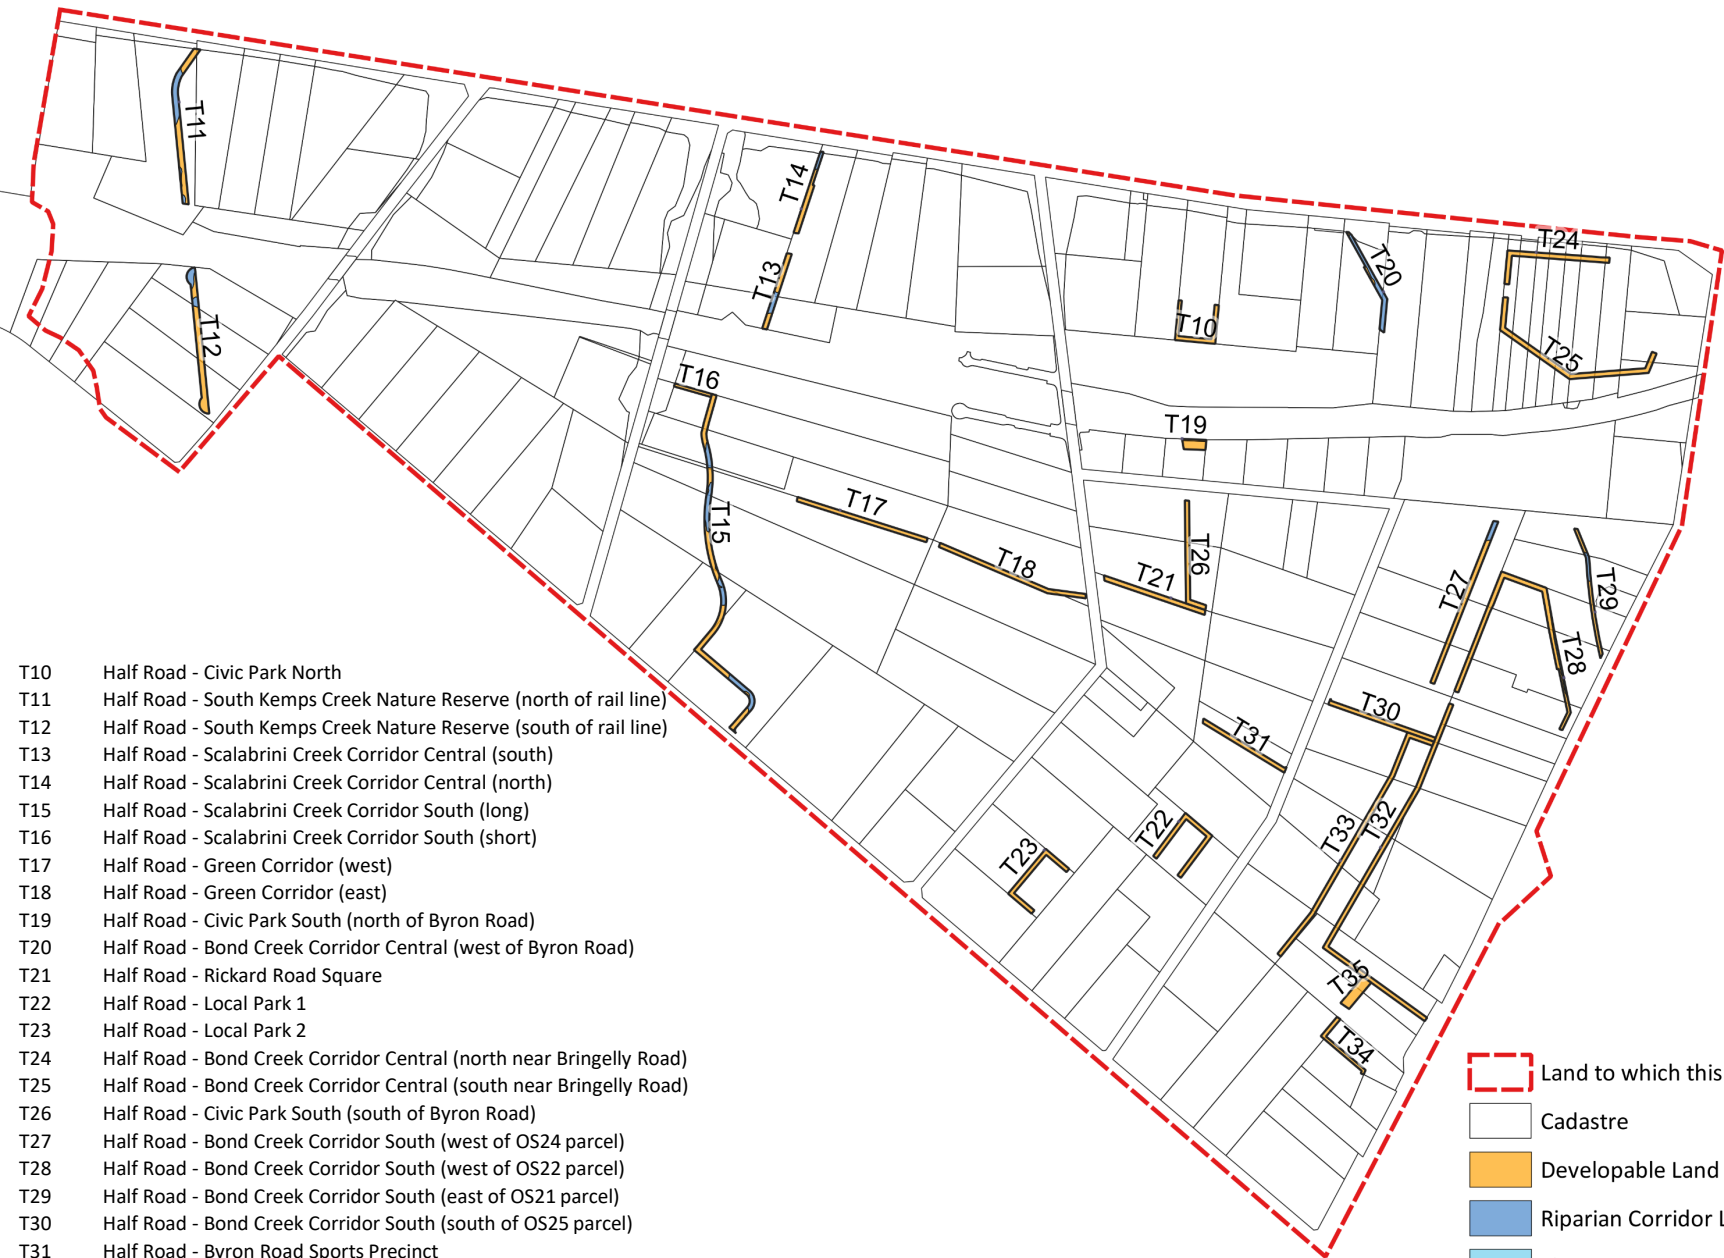 T11
T14
T24
T20
T13
T10
T25
T12
T16
T19
T17
T15
T26
T18
T21
T27
T29
T28
T30
T31
T33
T32
T22
T23
T35
T34
T10 Half Road - Civic Park North
T11 Half Road - South Kemps Creek Nature Reserve (north of rail line)
T12 Half Road - South Kemps Creek Nature Reserve (south of rail line)
T13 Half Road - Scalabrini Creek Corridor Central (south)
T14 Half Road - Scalabrini Creek Corridor Central (north)
T15 Half Road - Scalabrini Creek Corridor South (long)
T16 Half Road - Scalabrini Creek Corridor South (short)
T17 Half Road - Green Corridor (west)
T18 Half Road - Green Corridor (east)
T19 Half Road - Civic Park South (north of Byron Road)
T20 Half Road - Bond Creek Corridor Central (west of Byron Road)
T21 Half Road - Rickard Road Square
T22 Half Road - Local Park 1
T23 Half Road - Local Park 2
T24 Half Road - Bond Creek Corridor Central (north near Bringelly Road)
T25 Half Road - Bond Creek Corridor Central (south near Bringelly Road)
T26 Half Road - Civic Park South (south of Byron Road)
T27 Half Road - Bond Creek Corridor South (west of OS24 parcel)
T28 Half Road - Bond Creek Corridor South (west of OS22 parcel)
T29 Half Road - Bond Creek Corridor South (east of OS21 parcel)
T30 Half Road - Bond Creek Corridor South (south of OS25 parcel)
T31 Half Road - Byron Road Sports Precinct
Land to which this
Cadastre
Developable Land
Riparian Corridor L